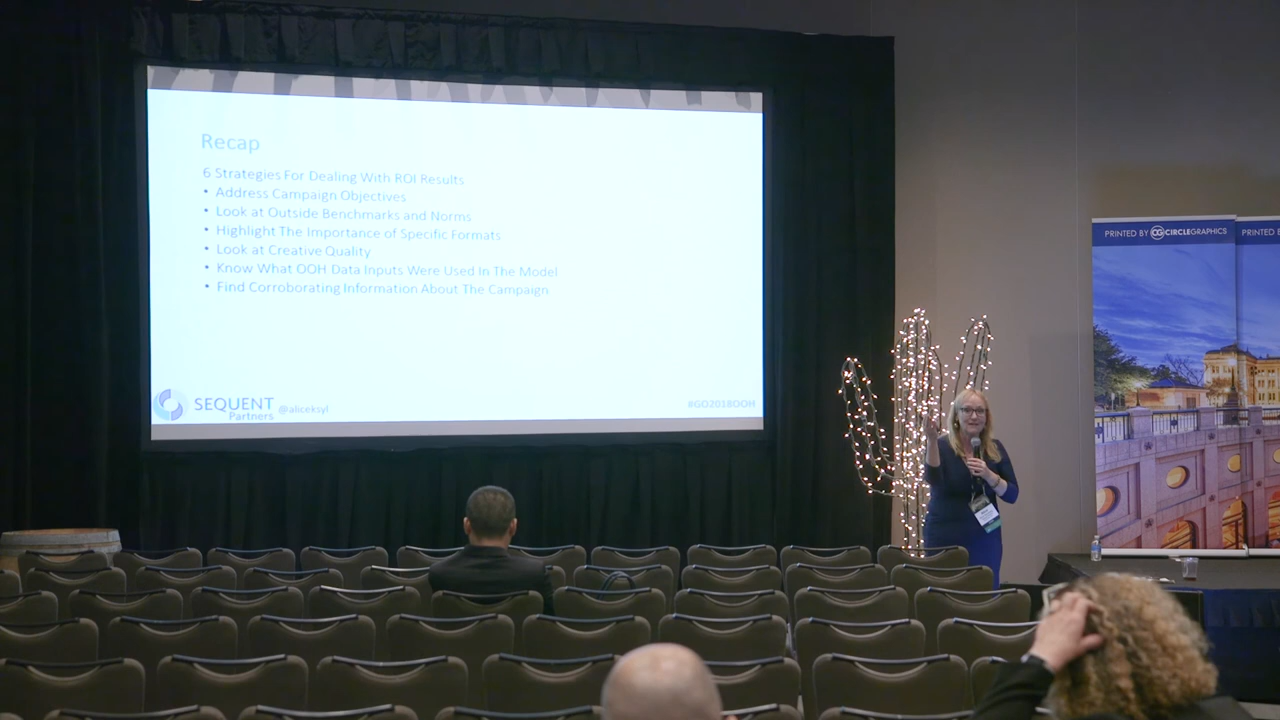 Recap
6 Strategies For Dealing With ROI Results
• Address Campaign Objectives
• Look at Outside Benchmarks and Norms
• Highlight The Importance of Specific Formats
• Look at Creative Quality
• Know What OOH Data Inputs Were Used In The Model
• Find Corroborating Information About The Campaign
SEQUENT
Partners
@aliceksyl
#GO2018OOH
PRINTED BY CG CIRCLEGRAPHICS
PRINTED B